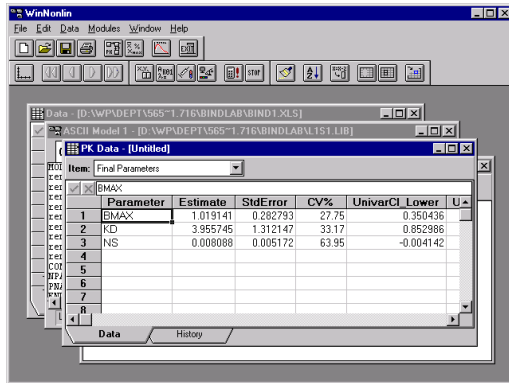 WinNonlin
File Edit Data Modules Window Help
STOP
Data - [D:\WP\DEPT\565~1.716\BINDLAB\BIND1.XLS]
ASCII Model 1 - [D:\WP\DEPT\565~1.716\BINDLAB\L1S1.LIB]
PK Data - [Untitled]
Item: Final Parameters
BMAX
Parameter Estimate StdError CV% UnivarCI_Lower U
1 BMAX 1.019141 0.282793 27.75 0.350436
2 KD 3.955745 1.312147 33.17 0.852986
3 NS 0.008088 0.005172 63.95 -0.004142
4
5
6
7
8
Data History